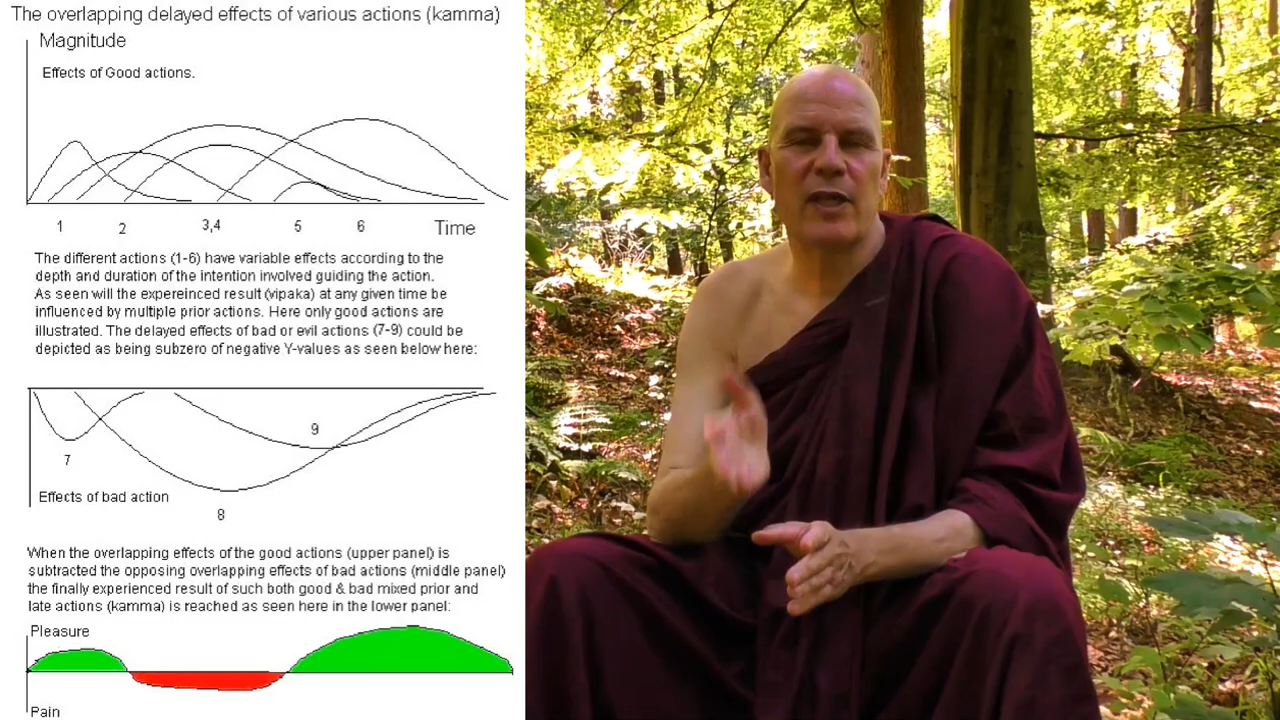 The overlapping delayed effects of various actions (kamma)
Magnitude
Effects of Good actions.
1 2 3,4 5 6 Time
The different actions (1-6) have variable effects according to the
depth and duration of the intention involved guiding the action.
As seen will the expereinced result (vipaka) at any given time be
influenced by multiple prior actions. Here only good actions are
illustrated. The delayed effects of bad or evil actions (7-9) could be
depicted as being subzero of negative Y-values as seen below here:
9
7
Effects of bad action
8
When the overlapping effects of the good actions (upper panel) is
subtracted the opposing overlapping effects of bad actions (middle panel)
the finally experienced result of such both good & bad mixed prior and
late actions (kamma) is reached as seen here in the lower panel:
Pleasure
Pain